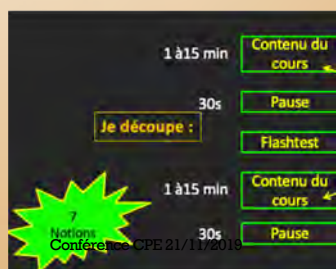 1 à15 min
Contenu du
cours
30s
Pause
Je découpe :
Flashtest
1 à15 min
Contenu du
cours
7
Notions
30s
Pause
Conférence CPE 21/11/2019